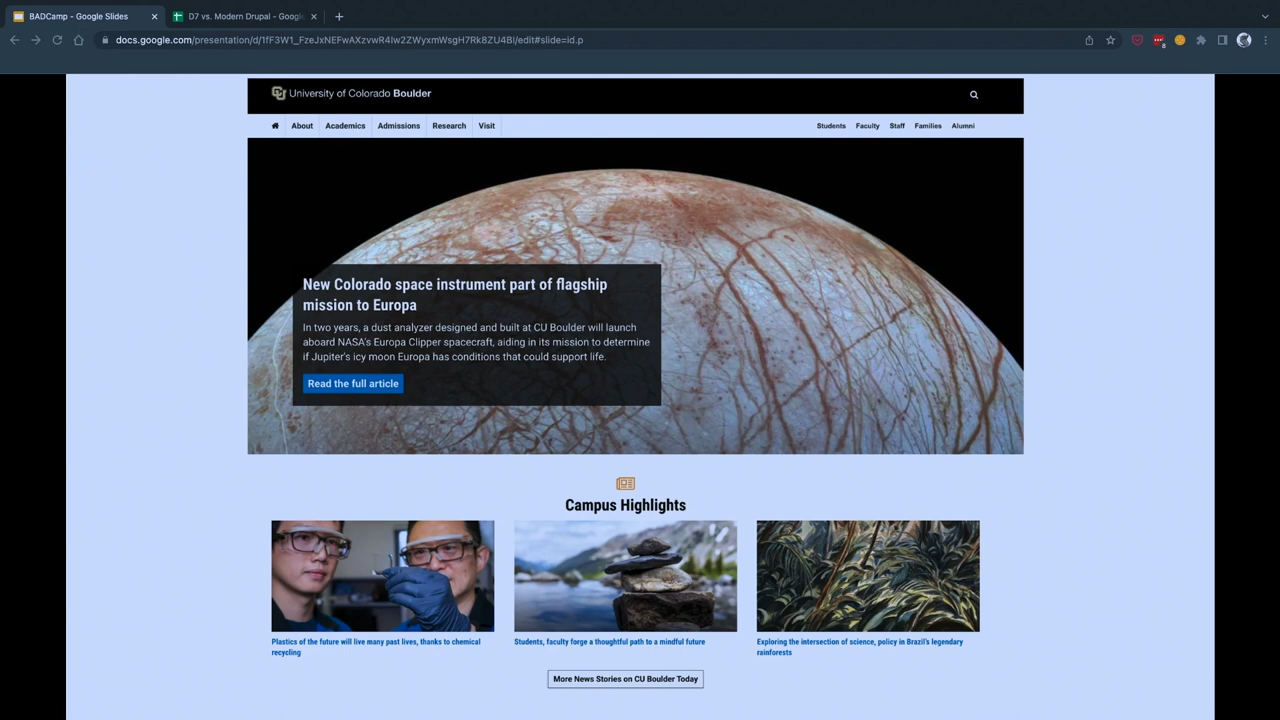 BADCamp - Google Slides
D7 vs. Modern Drupal - Google
docs.google.com/presentation/d/1fF3W1_FzeJxNEFwAXzvwR4Iw2ZWyxmWsgH7Rk8ZU4BI/edit#slide=id.p
8
CU University of Colorado Boulder
About Academics Admissions Research Visit
Students Faculty Staff Families Alumni
New Colorado space instrument part of flagship
mission to Europa
In two years, a dust analyzer designed and built at CU Boulder will launch
aboard NASA's Europa Clipper spacecraft, aiding in its mission to determine
if Jupiter's icy moon Europa has conditions that could support life.
Read the full article
Campus Highlights
Plastics of the future will live many past lives, thanks to chemical
recycling
Students, faculty forge a thoughtful path to a mindful future
Exploring the intersection of science, policy in Brazil's legendary
rainforests
More News Stories on CU Boulder Today